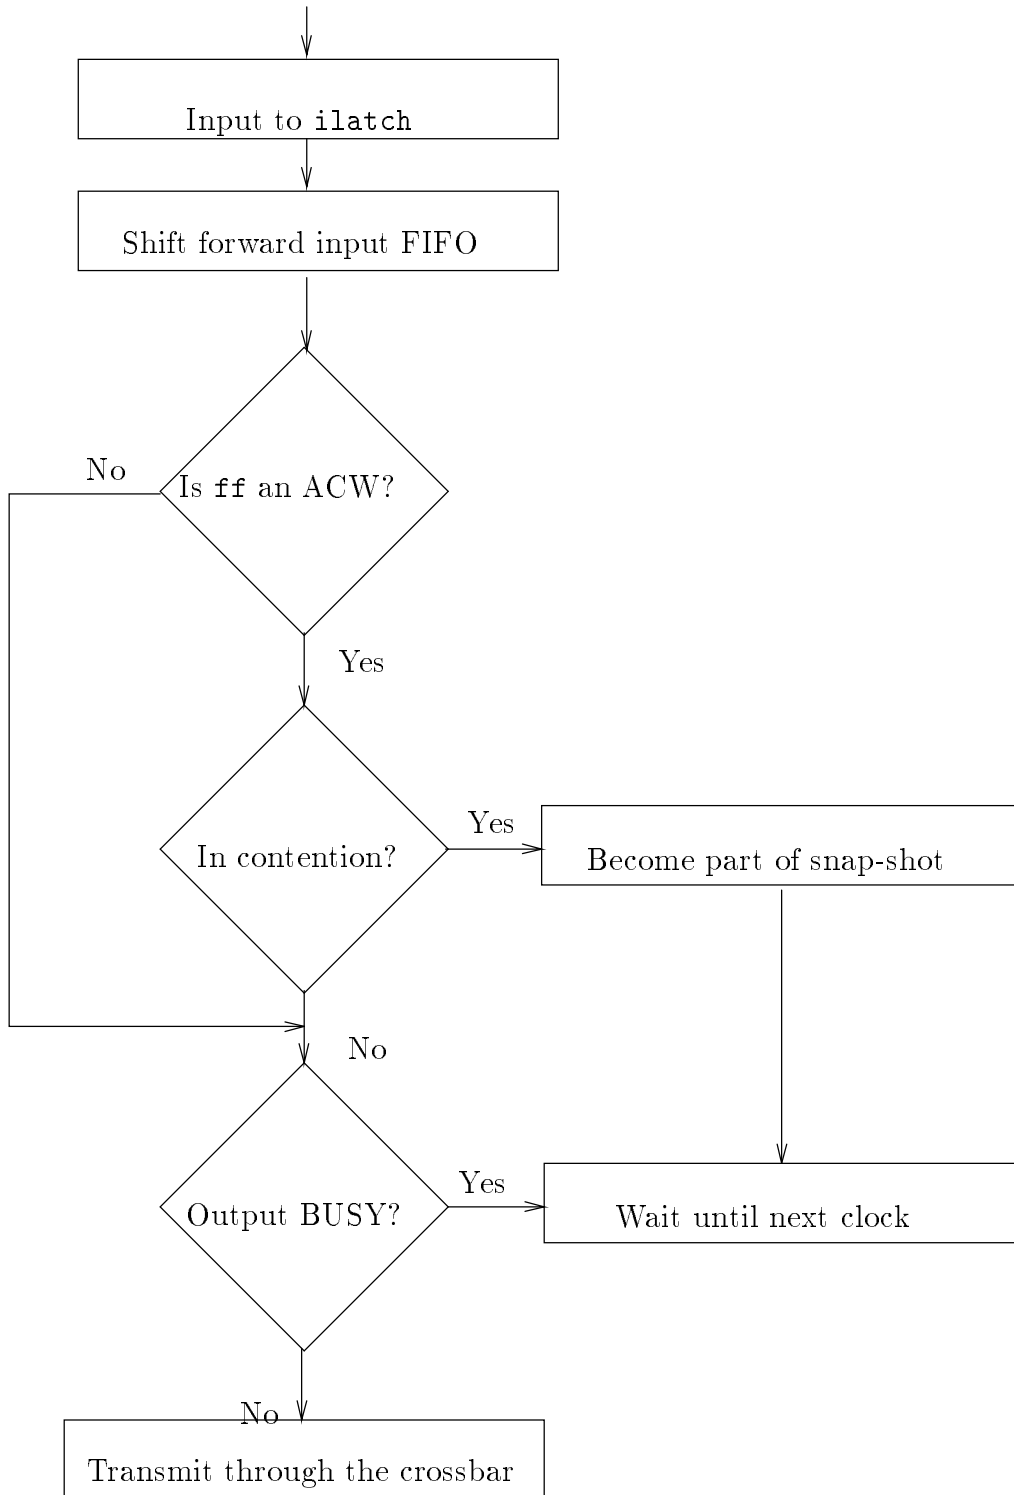 Input to ilatch
Shift forward input FIFO
No
Is ff an ACW?
Yes
Yes
In contention?
Become part of snap-shot
No
Yes
Output BUSY?
Wait until next clock
No
Transmit through the crossbar